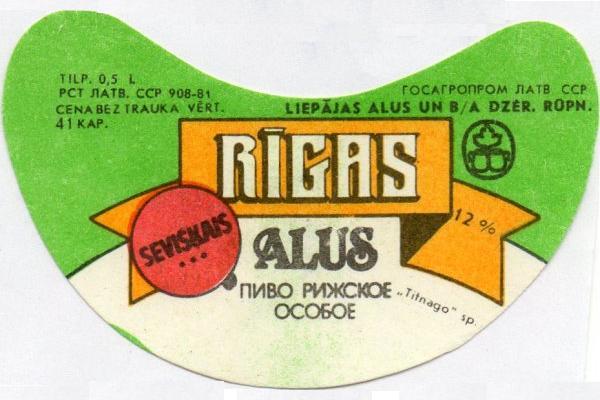 TILP. 0,5 L
РСТ ЛАТВ. ССР 908-81
CENA BEZ TRAUKA VĒRT.
41 KAP.
ГОСАГРОПРОМ ЛАТВ ССР
LIEPĀJAS ALUS UN B/A DZĒR. RŪPN.
RĪGAS
12 %
SEVIŠĶAIS
ALUS
ПИВО РИЖСКОЕ
ОСОБОЕ
„Titnago" sp.